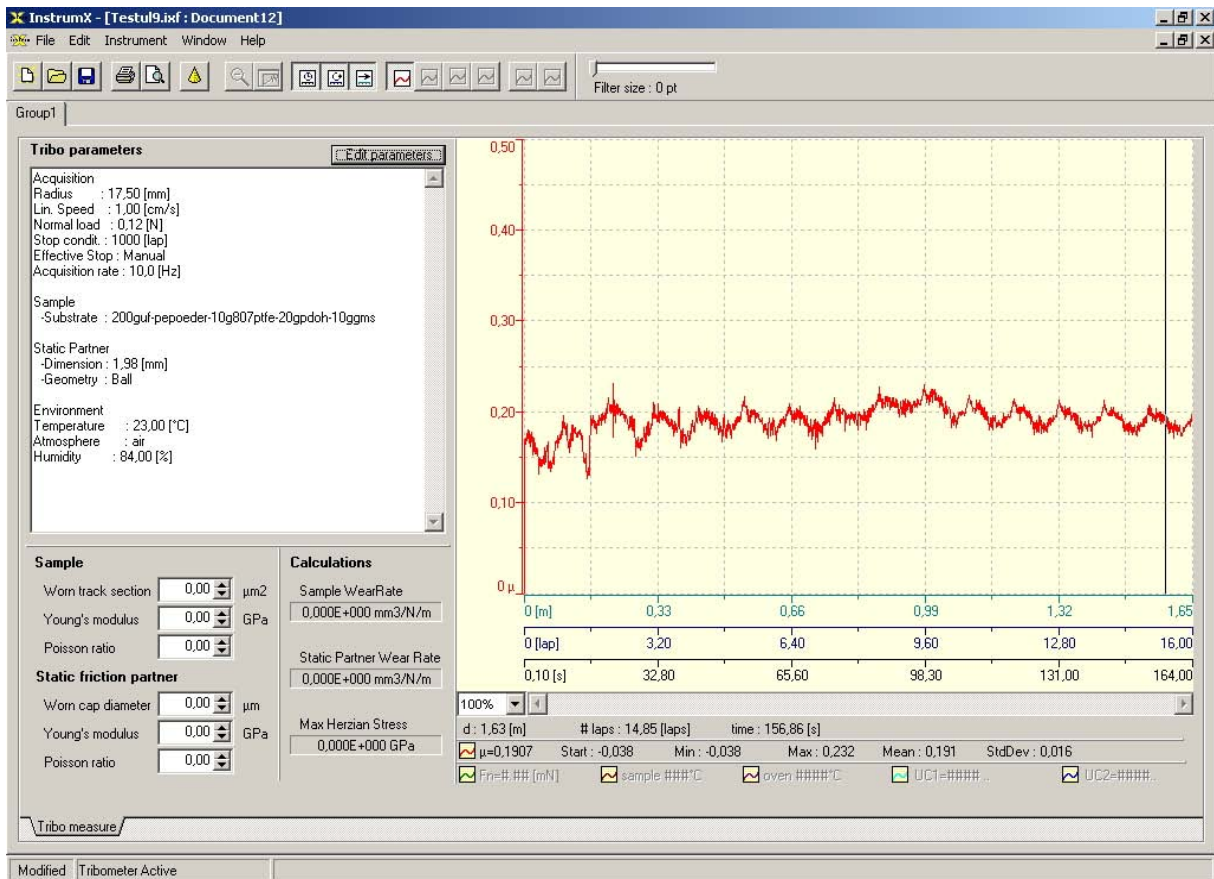 InstrumX - [Testul9.ixf : Document12]
File Edit Instrument Window Help
Filter size : 0 pt
Group1
Tribo parameters
Edit parameters
Acquisition
Radius : 17,50 [mm]
Lin. Speed : 1,00 [cm/s]
Normal load : 0,12 [N]
Stop condit. : 1000 [lap]
Effective Stop : Manual
Acquisition rate : 10,0 [Hz]
Sample
-Substrate : 200guf-pepoeder-10g807ptfe-20gpdoh-10ggms
Static Partner
-Dimension : 1,98 [mm]
-Geometry : Ball
Environment
Temperature : 23,00 [°C]
Atmosphere : air
Humidity : 84,00 [%]
Sample
Worn track section 0,00 µm2
Young's modulus 0,00 GPa
Poisson ratio 0,00
Static friction partner
Worn cap diameter 0,00 µm
Young's modulus 0,00 GPa
Poisson ratio 0,00
Calculations
Sample WearRate
0,000E+000 mm3/N/m
Static Partner Wear Rate
0,000E+000 mm3/N/m
Max Herzian Stress
0,000E+000 GPa
0,50
0,40
0,30
0,20
0,10
0 µ
0 [m] 0,33 0,66 0,99 1,32 1,65
0 [lap] 3,20 6,40 9,60 12,80 16,00
0,10 [s] 32,80 65,60 98,30 131,00 164,00
100%
d : 1,63 [m] # laps : 14,85 [laps] time : 156,86 [s]
µ=0,1907 Start : -0,038 Min : -0,038 Max : 0,232 Mean : 0,191 StdDev : 0,016
Fn=#.## [mN] sample ###°C oven ####°C UC1=#### .. UC2=####..
Tribo measure
Modified Tribometer Active